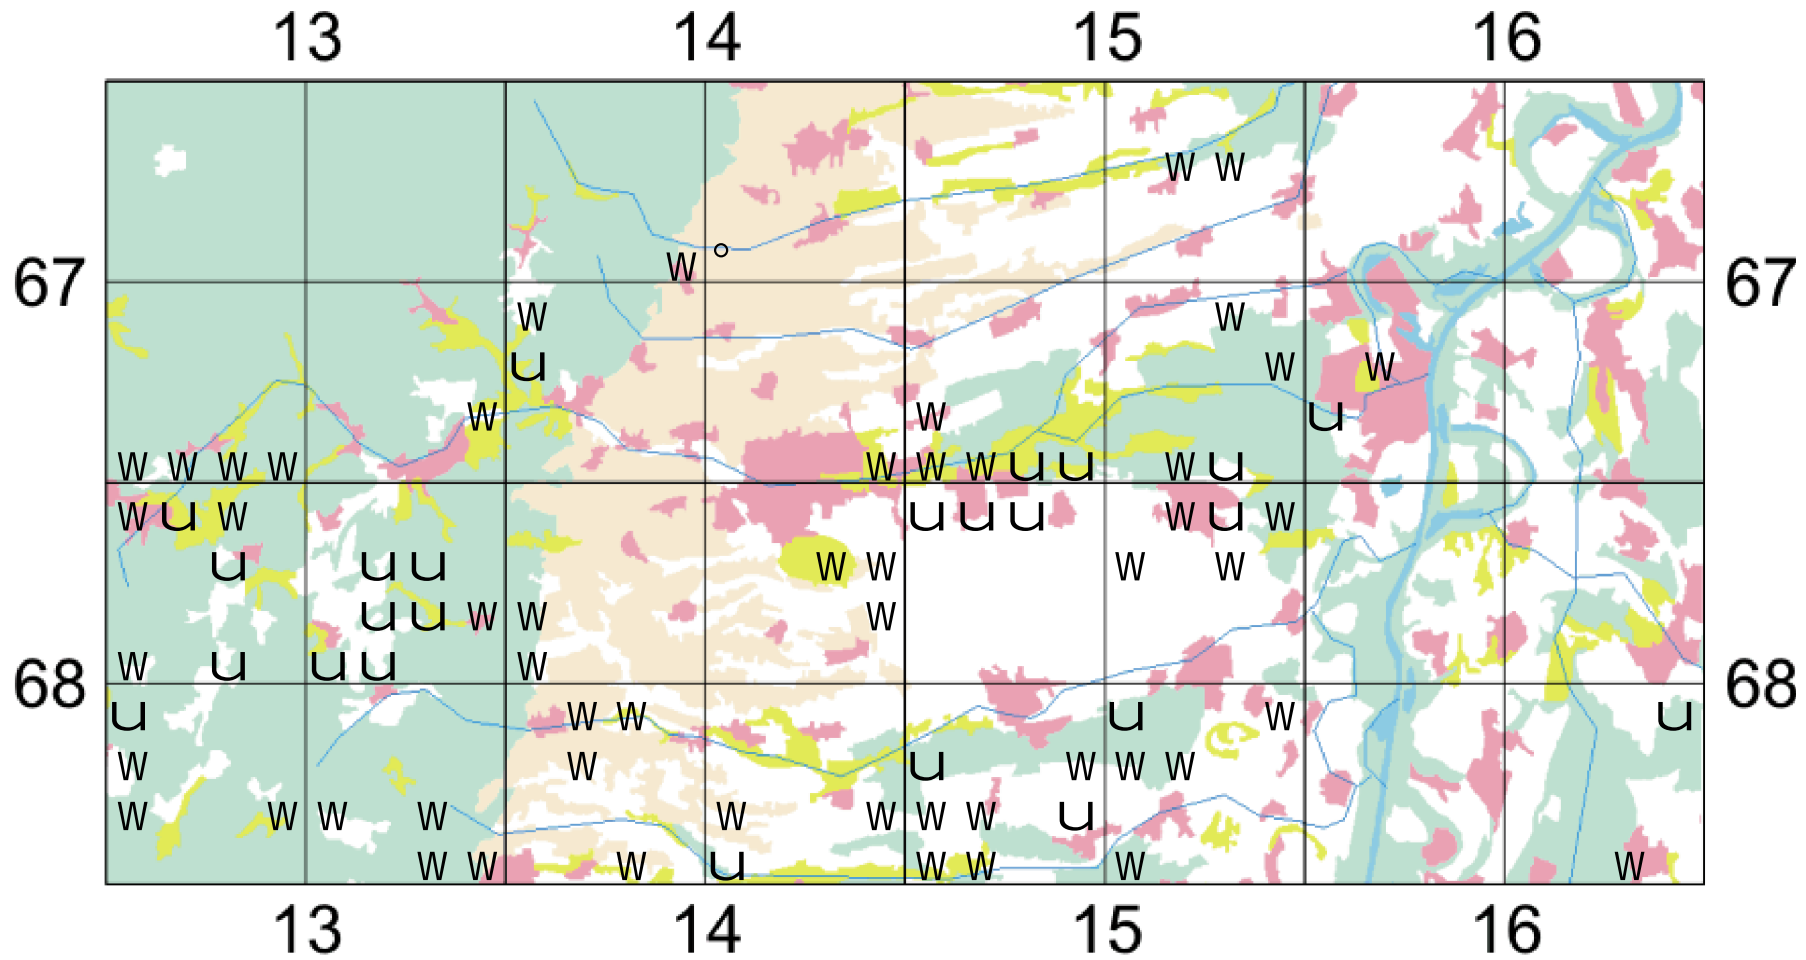 13 14 15 16
w w
w
67 67
w w
u w w
w w u
w w w w w w w u u w u
w u w u u u w u w
u u u w w w w
u u w w w
w u u u w
68 68
u w w u w u
w w u w w w
w w w w w w w w u
w w w u w w w w
13 14 15 16